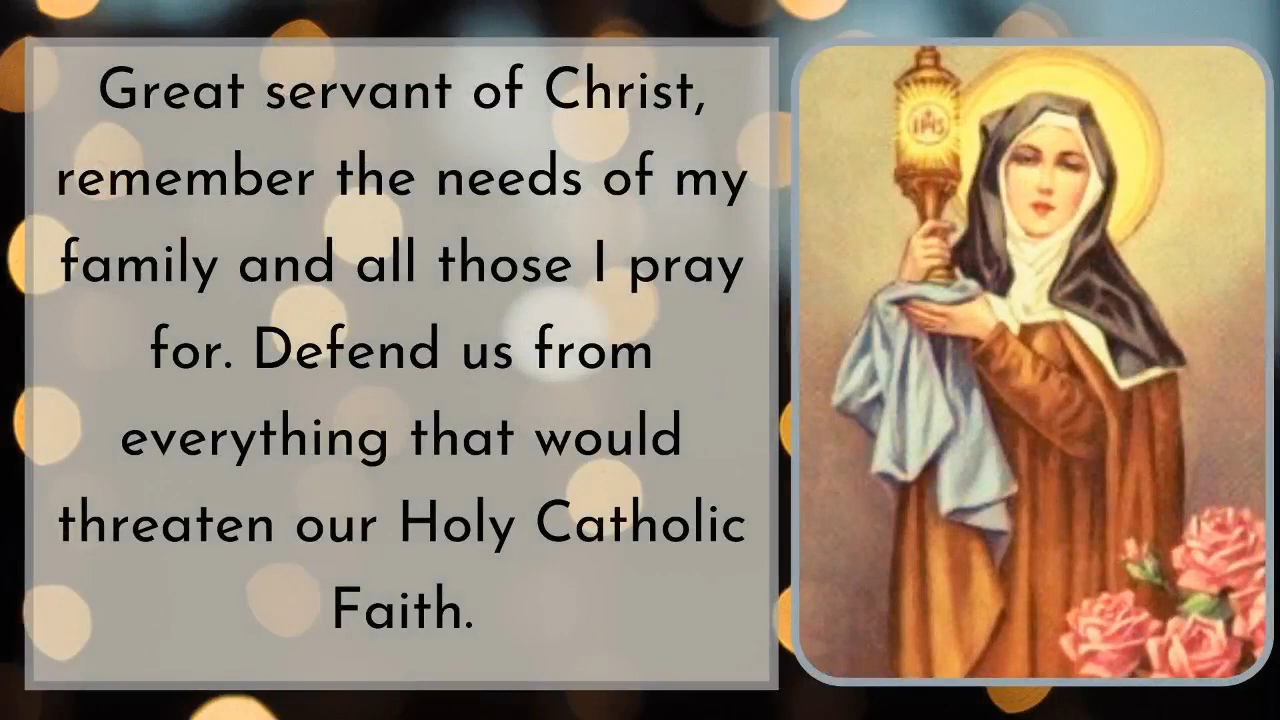 Great servant of Christ,
remember the needs of my
family and all those I pray
for. Defend us from
everything that would
threaten our Holy Catholic
Faith.
IHS